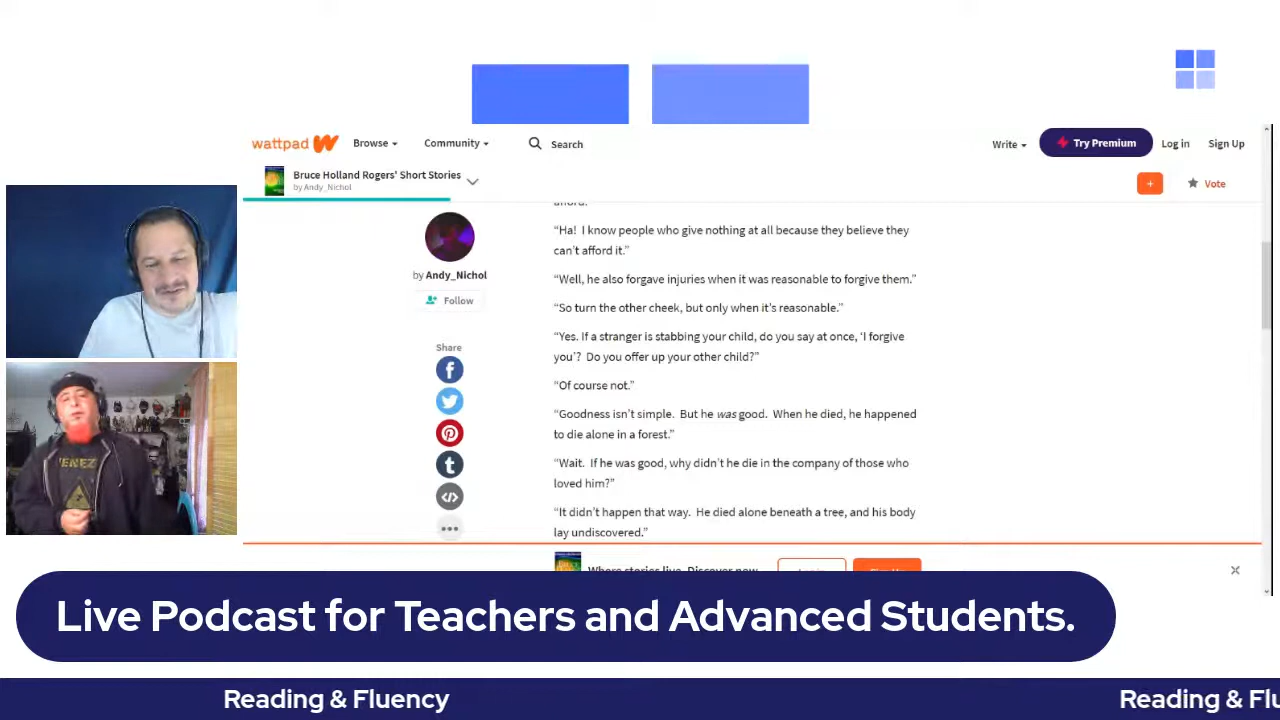 wattpad
Browse
Community
Search
Write
Try Premium
Log in
Sign Up
Bruce Holland Rogers' Short Stories
by Andy_Nichol
+
Vote
afford.
“Ha!  I know people who give nothing at all because they believe they
can’t afford it.”
“Well, he also forgave injuries when it was reasonable to forgive them.”
“So turn the other cheek, but only when it’s reasonable.”
“Yes. If a stranger is stabbing your child, do you say at once, ‘I forgive
you’?  Do you offer up your other child?”
“Of course not.”
“Goodness isn’t simple.  But he was good.  When he died, he happened
to die alone in a forest.”
“Wait.  If he was good, why didn’t he die in the company of those who
loved him?”
“It didn’t happen that way.  He died alone beneath a tree, and his body
lay undiscovered.”
by Andy_Nichol
Follow
Share
Where stories live. Discover now
Live Podcast for Teachers and Advanced Students.
Reading & Fluency
Reading & Flu